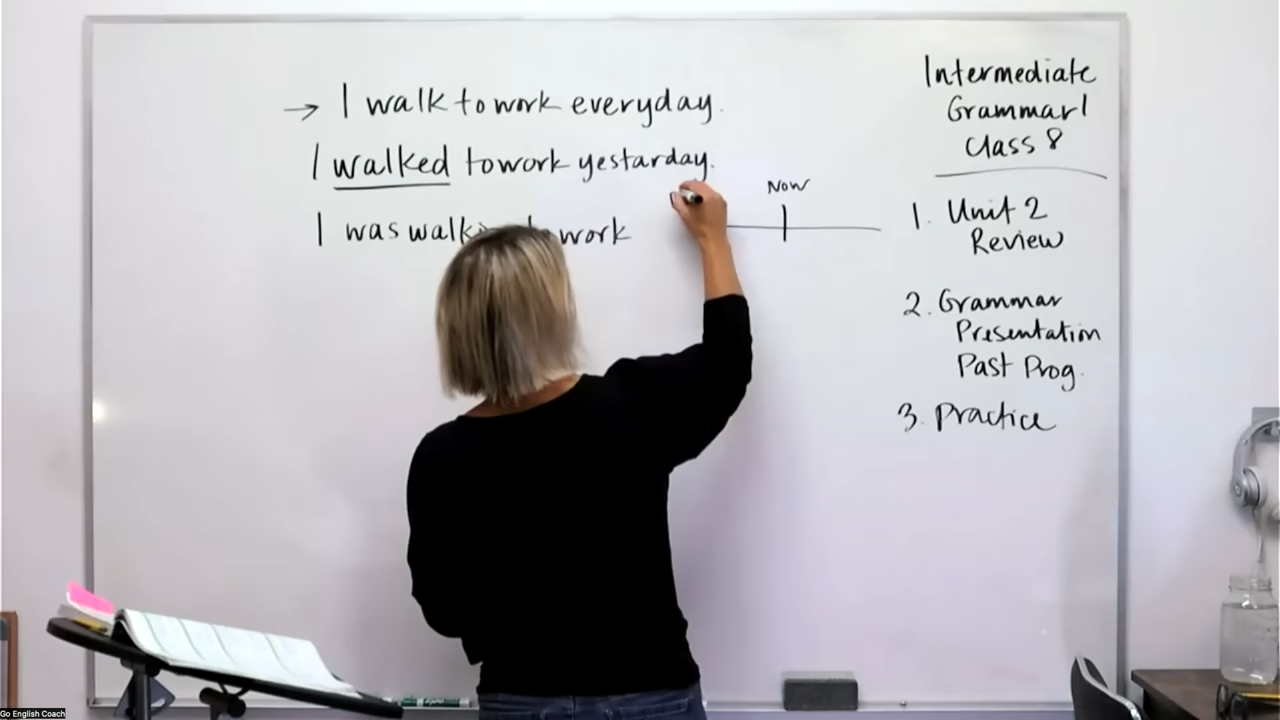 → I walk to work everyday.
I walked to work yestarday.
I was walking to work
Now
Intermediate
Grammar 1
Class 8
1. Unit 2
Review
2. Grammar
Presentation
Past Prog.
3. Practice
Go English Coach